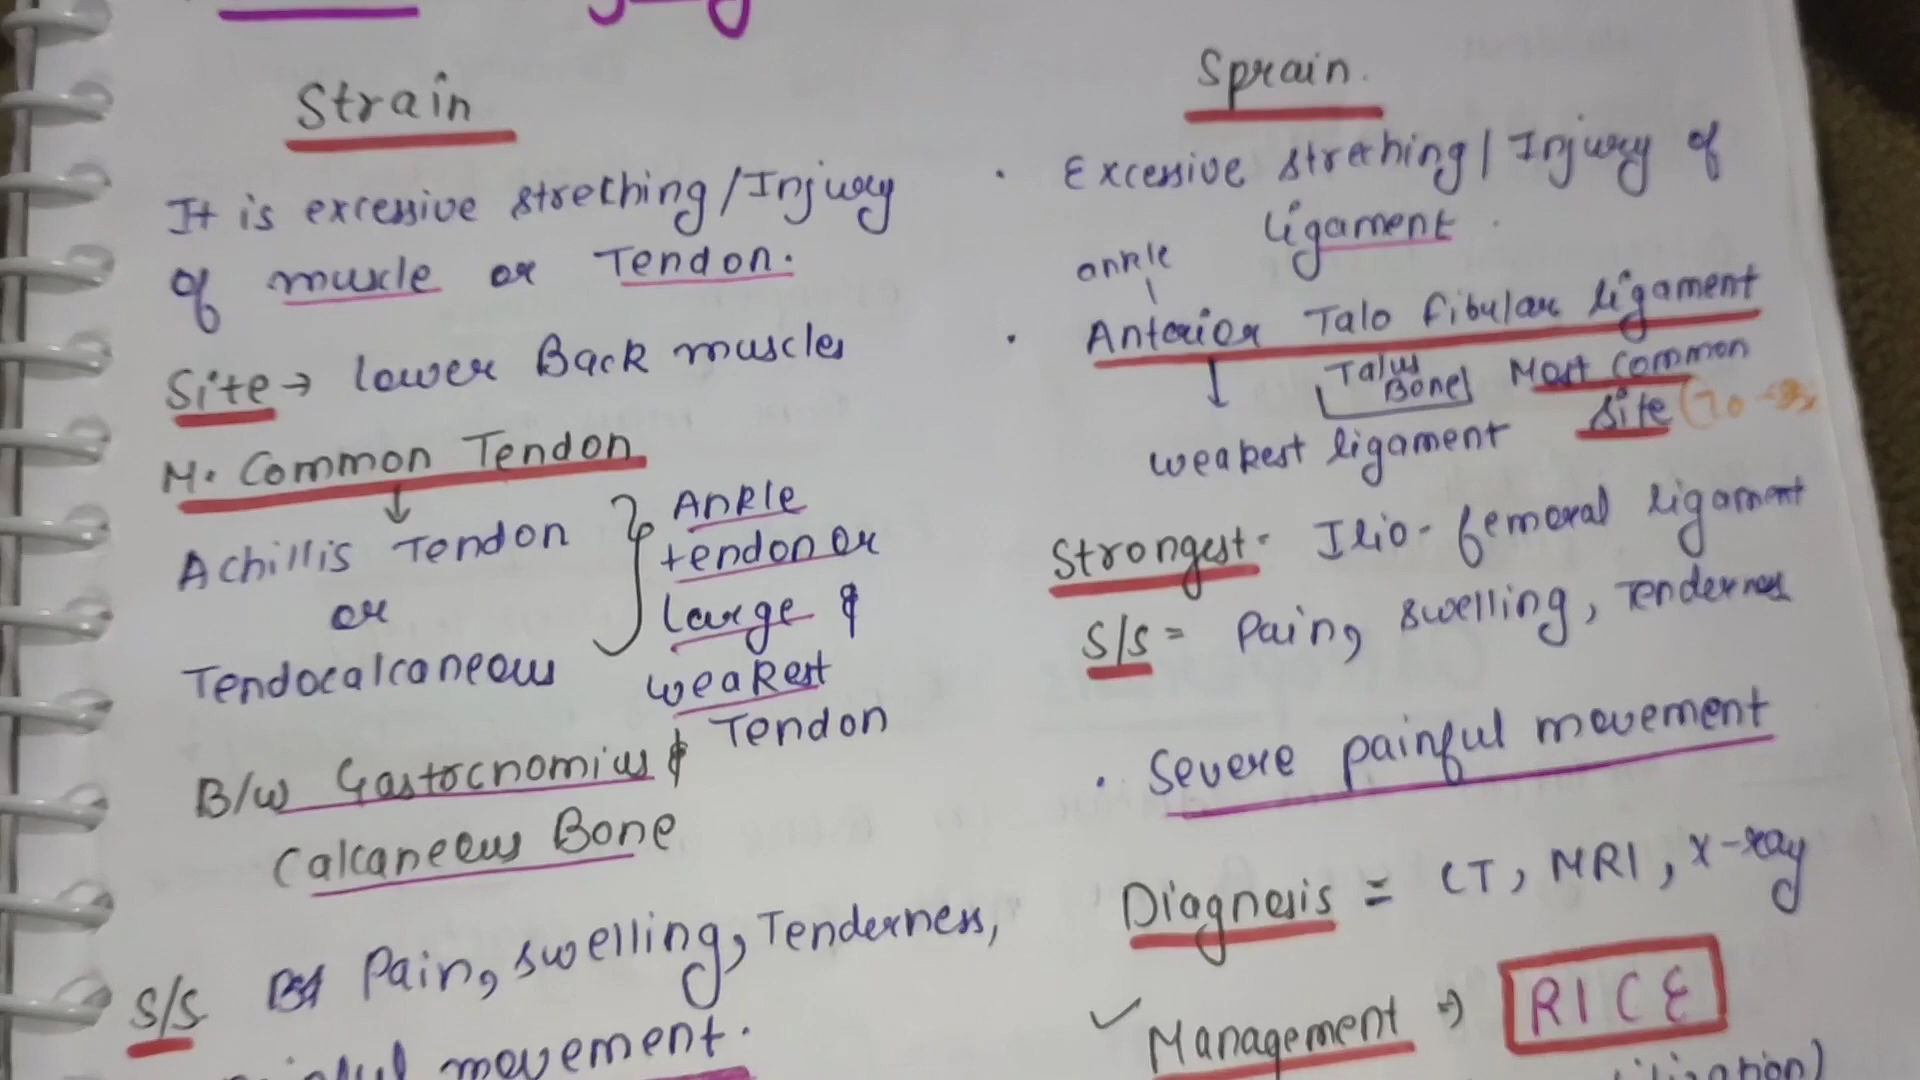 Strain
It is excessive stretching/Injury
of muscle or Tendon.
Site → lower Back muscles
M. Common Tendon
↓
Achillis Tendon
or
Tendocalcaneous
Ankle
tendon or
large &
weakest
Tendon
B/w Gastocnomius &
Calcaneous Bone
S/S Pain, swelling, Tenderness,
movement.
Sprain.
• Excessive stretching/Injury of
ligament.
ankle
• Anterior Talo fibular ligament
↓ Talus Most Common
Bone site
weakest ligament
Strongest- Ilio-femoral ligament
S/S = Pain, swelling, Tenderness
• Severe painful movement
Diagnosis = CT, MRI, X-ray
✓ Management ⇒ RICE